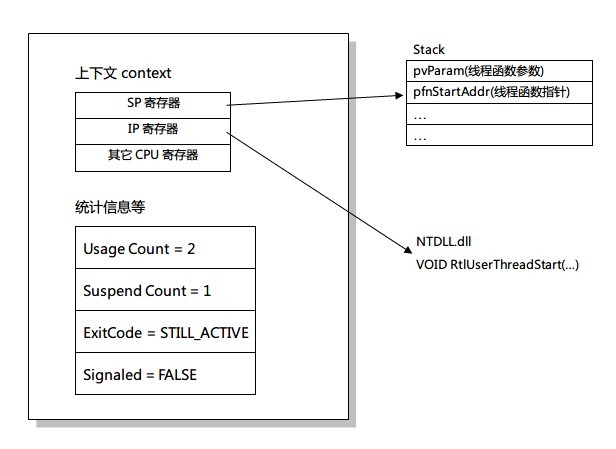 上下文 context
SP 寄存器
IP 寄存器
其它 CPU 寄存器
统计信息等
Usage Count = 2
Suspend Count = 1
ExitCode = STILL_ACTIVE
Signaled = FALSE
Stack
pvParam(线程函数参数)
pfnStartAddr(线程函数指针)
...
...
NTDLL.dll
VOID RtlUserThreadStart(...)